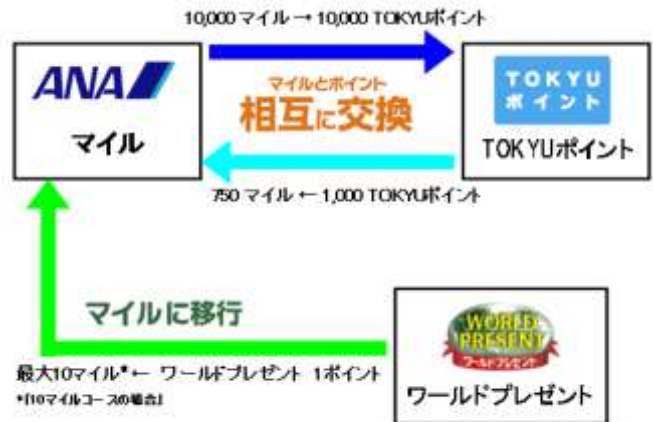 10,000 マイル → 10,000 TOKYUポイント
ANA
マイル
マイルとポイント
相互に交換
TOKYU
ポイント
TOKYUポイント
750 マイル ← 1,000 TOKYUポイント
マイルに移行
最大10マイル*← ワールドプレゼント 1ポイント
*「10マイルコースの場合」
WORLD
PRESENT
ワールドプレゼント
ワールドプレゼント